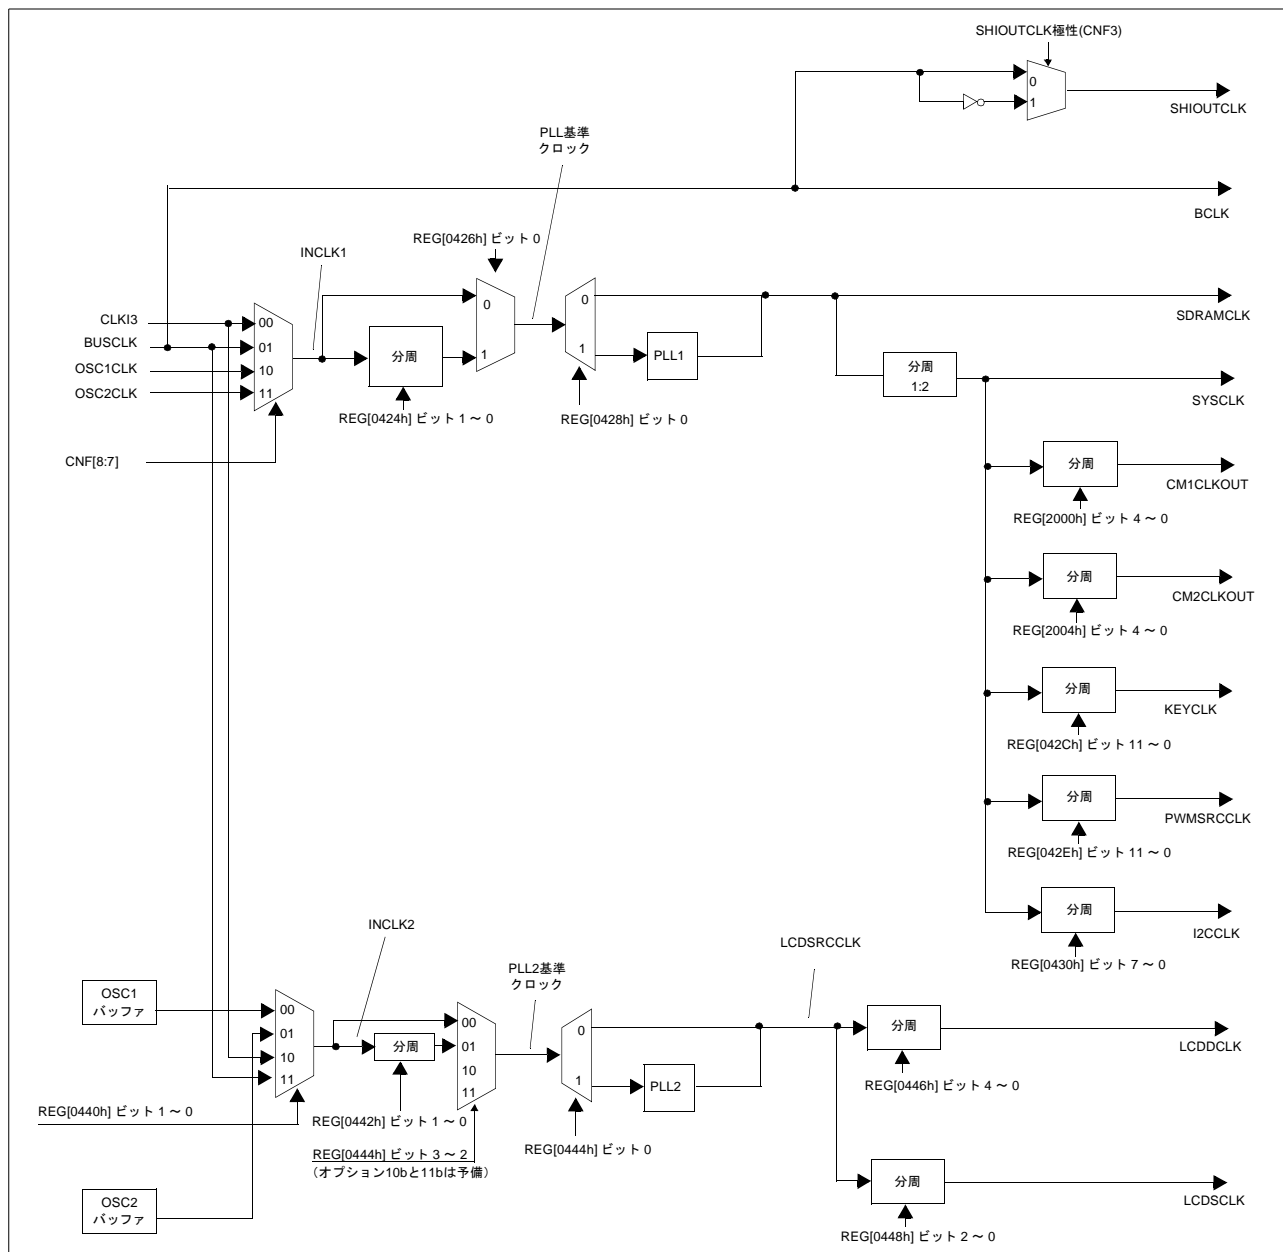 SHIOUTCLK極性(CNF3)
0
1
SHIOUTCLK
PLL基準
クロック
BCLK
REG[0426h] ビット 0
INCLK1
CLKI3
BUSCLK
OSC1CLK
OSC2CLK
00
01
10
11
分周
0
1
0
1
PLL1
SDRAMCLK
分周
1:2
SYSCLK
REG[0424h] ビット 1 ～ 0
REG[0428h] ビット 0
CNF[8:7]
分周
CM1CLKOUT
REG[2000h] ビット 4 ～ 0
分周
CM2CLKOUT
REG[2004h] ビット 4 ～ 0
分周
KEYCLK
REG[042Ch] ビット 11 ～ 0
分周
PWMSRCCLK
REG[042Eh] ビット 11 ～ 0
分周
I2CCLK
REG[0430h] ビット 7 ～ 0
INCLK2
LCDSRCCLK
PLL2基準
クロック
OSC1
バッファ
00
01
10
11
分周
00
01
10
11
0
1
PLL2
分周
LCDDCLK
REG[0446h] ビット 4 ～ 0
REG[0440h] ビット 1 ～ 0
REG[0442h] ビット 1 ～ 0
REG[0444h] ビット 3 ～ 2
（オプション10bと11bは予備）
REG[0444h] ビット 0
OSC2
バッファ
分周
LCDSCLK
REG[0448h] ビット 2 ～ 0